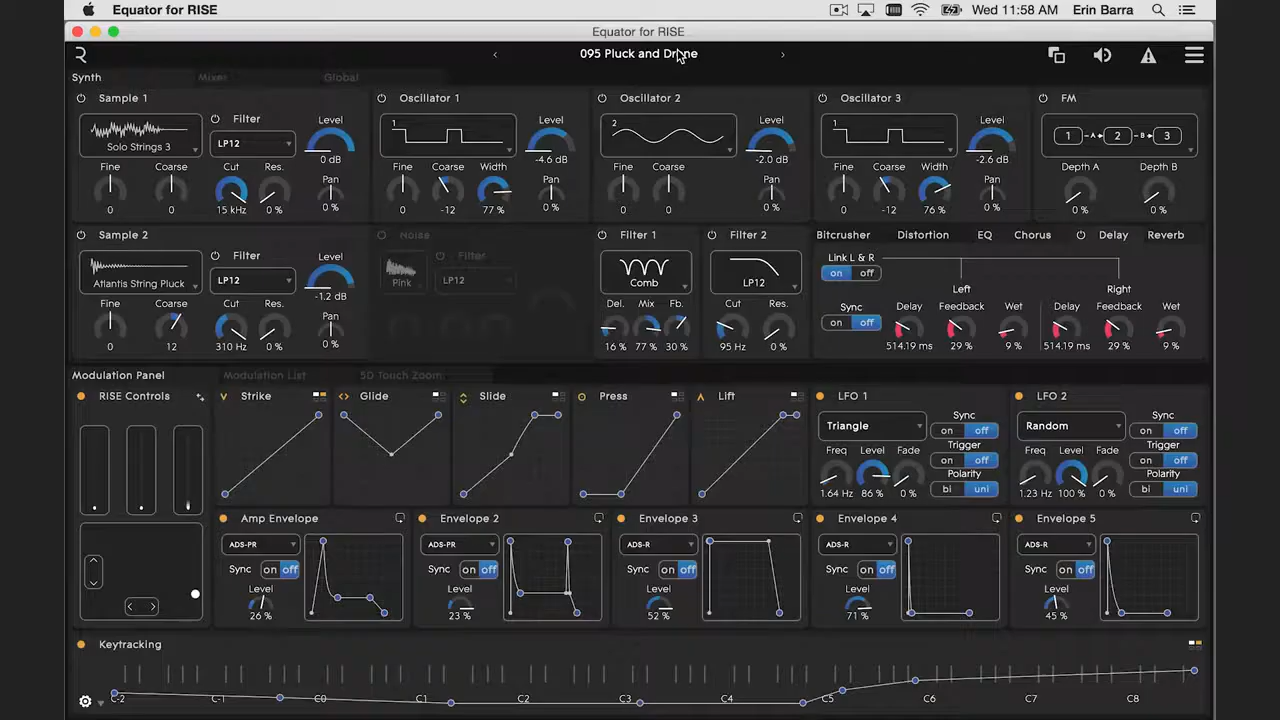 Equator for RISE Wed 11:58 AM Erin Barra
Equator for RISE
095 Pluck and Drone
Synth Mixer Global
Sample 1 Oscillator 1 Oscillator 2 Oscillator 3 FM
Filter Level Level Level Level
Solo Strings 3 LP12 1 2 1 1 -A- 2 -B- 3
0 dB -4.6 dB -2.0 dB -2.6 dB
Fine Coarse Cut Res. Pan Fine Coarse Width Pan Fine Coarse Pan Fine Coarse Width Pan Depth A Depth B
0 0 15 kHz 0 % 0 % 0 -12 77 % 0 % 0 0 0 % 0 -12 76 % 0 % 0 % 0 %
Sample 2 Noise Filter 1 Filter 2 Bitcrusher Distortion EQ Chorus Delay Reverb
Filter Level Filter Link L & R
Atlantis String Pluck LP12 Pink LP12 Comb LP12 on off
-1.2 dB Left Right
Fine Coarse Cut Res. Pan Del. Mix Fb. Cut Res. Sync Delay Feedback Wet Delay Feedback Wet
on off
0 12 310 Hz 0 % 0 % 16 % 77 % 30 % 95 Hz 0 % 514.19 ms 29 % 9 % 514.19 ms 29 % 9 %
Modulation Panel Modulation List 5D Touch Zoom
RISE Controls Strike Glide Slide Press Lift LFO 1 LFO 2
Triangle Sync on off Random Sync on off
Freq Level Fade Trigger on off Freq Level Fade Trigger on off
1.64 Hz 86 % 0 % Polarity bi uni 1.23 Hz 100 % 0 % Polarity bi uni
Amp Envelope Envelope 2 Envelope 3 Envelope 4 Envelope 5
ADS-PR ADS-PR ADS-R ADS-R ADS-R
Sync on off Sync on off Sync on off Sync on off Sync on off
Level Level Level Level Level
26 % 23 % 52 % 71 % 45 %
Keytracking
C-2 C-1 C0 C1 C2 C3 C4 C5 C6 C7 C8